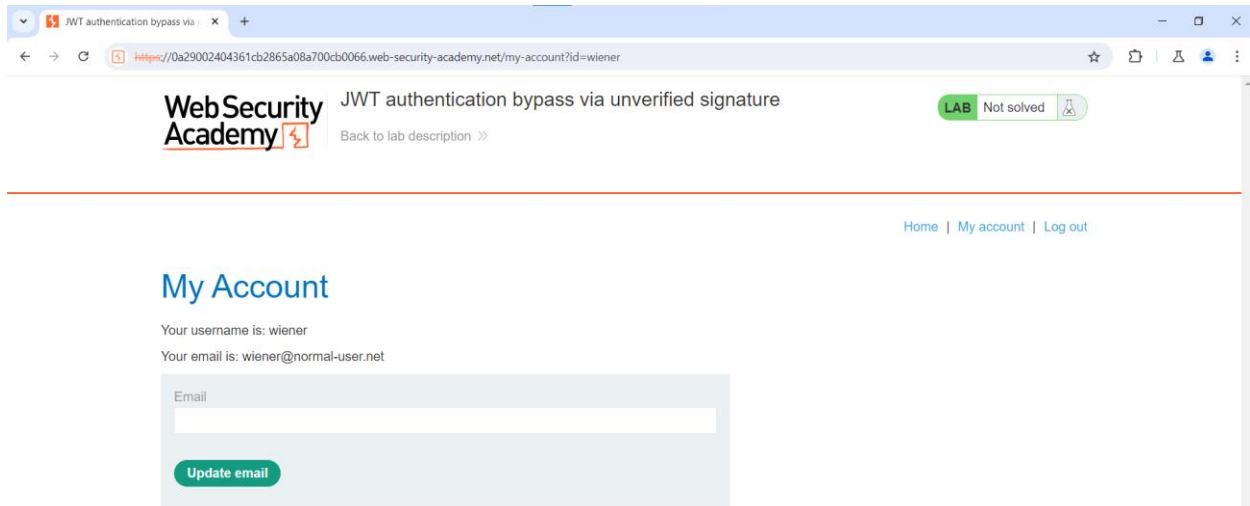 JWT authentication bypass via
https://0a29002404361cb2865a08a700cb0066.web-security-academy.net/my-account?id=wiener
Web Security Academy
JWT authentication bypass via unverified signature
Back to lab description
LAB Not solved
Home | My account | Log out
My Account
Your username is: wiener
Your email is: wiener@normal-user.net
Email
Update email